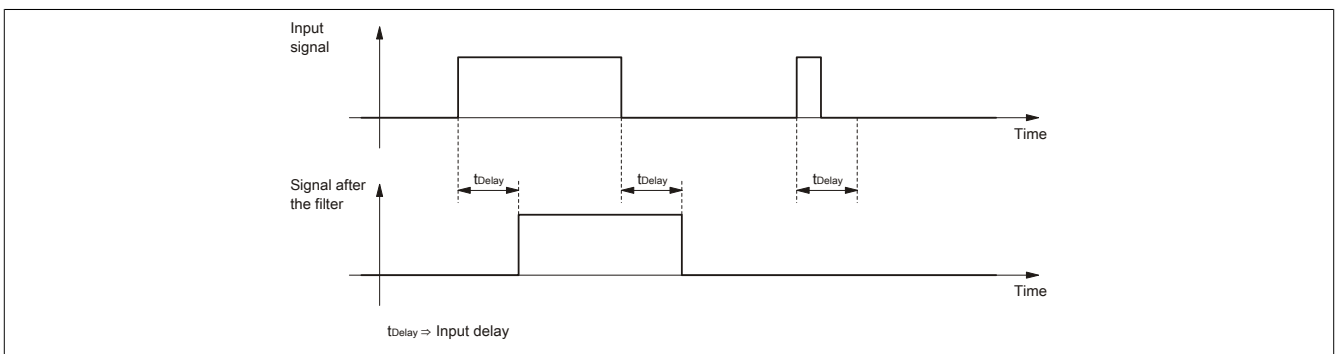 Input
signal
Time
tDelay
tDelay
tDelay
Signal after
the filter
Time
tDelay ⇒ Input delay